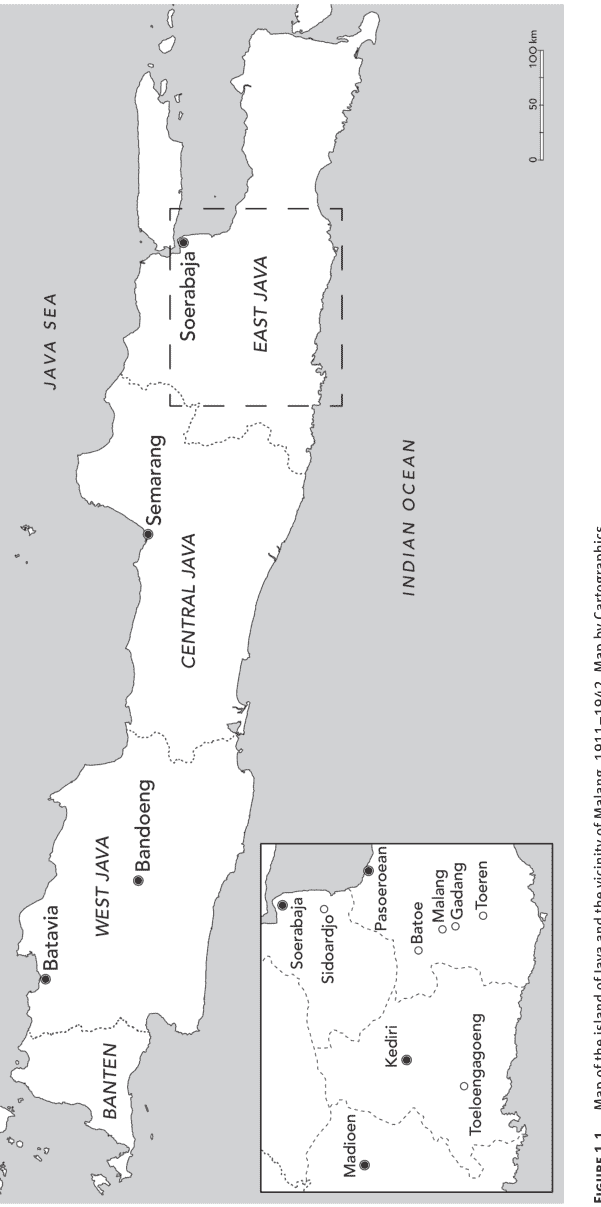 JAVA SEA
Batavia
WEST JAVA
Bandoeng
BANTEN
Semarang
CENTRAL JAVA
Soerabaja
EAST JAVA
INDIAN OCEAN
0 50 100 km
Soerabaja
Sidoardjo
Pasoeroean
Batoe
Malang
Gadang
Toeren
Kediri
Toeloengagoeng
Madioen
FIGURE 1.1 Map of the island of Java and the vicinity of Malang, 1911–1942. Map by Cartographics